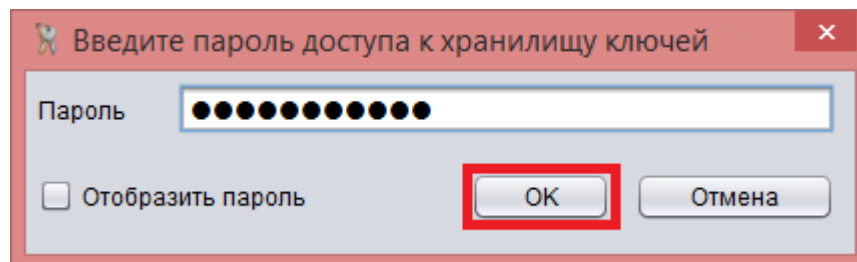 Введите пароль доступа к хранилищу ключей
Пароль ●●●●●●●●●●●
Отобразить пароль OK Отмена